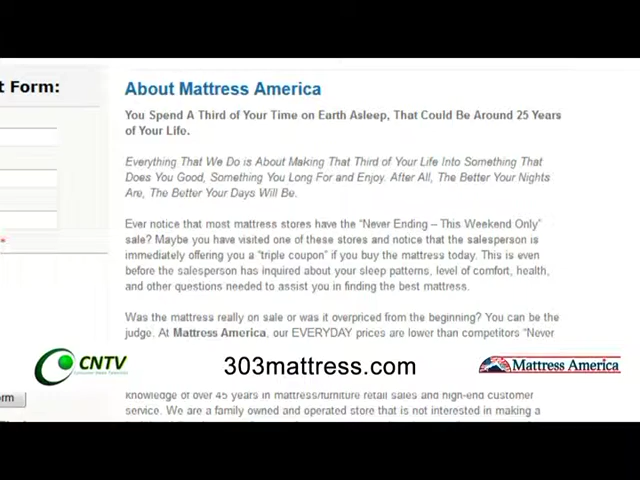 t Form:
About Mattress America
You Spend A Third of Your Time on Earth Asleep, That Could Be Around 25 Years
of Your Life.
Everything That We Do is About Making That Third of Your Life Into Something That
Does You Good, Something You Long For and Enjoy. After All, The Better Your Nights
Are, The Better Your Days Will Be.
Ever notice that most mattress stores have the “Never Ending – This Weekend Only”
sale? Maybe you have visited one of these stores and notice that the salesperson is
immediately offering you a “triple coupon” if you buy the mattress today. This is even
before the salesperson has inquired about your sleep patterns, level of comfort, health,
and other questions needed to assist you in finding the best mattress.
Was the mattress really on sale or was it overpriced from the beginning? You can be the
judge. At Mattress America, our EVERYDAY prices are lower than competitors “Never
CNTV
303mattress.com
Mattress America
orm
knowledge of over 45 years in mattress/furniture retail sales and high-end customer
service. We are a family owned and operated store that is not interested in making a